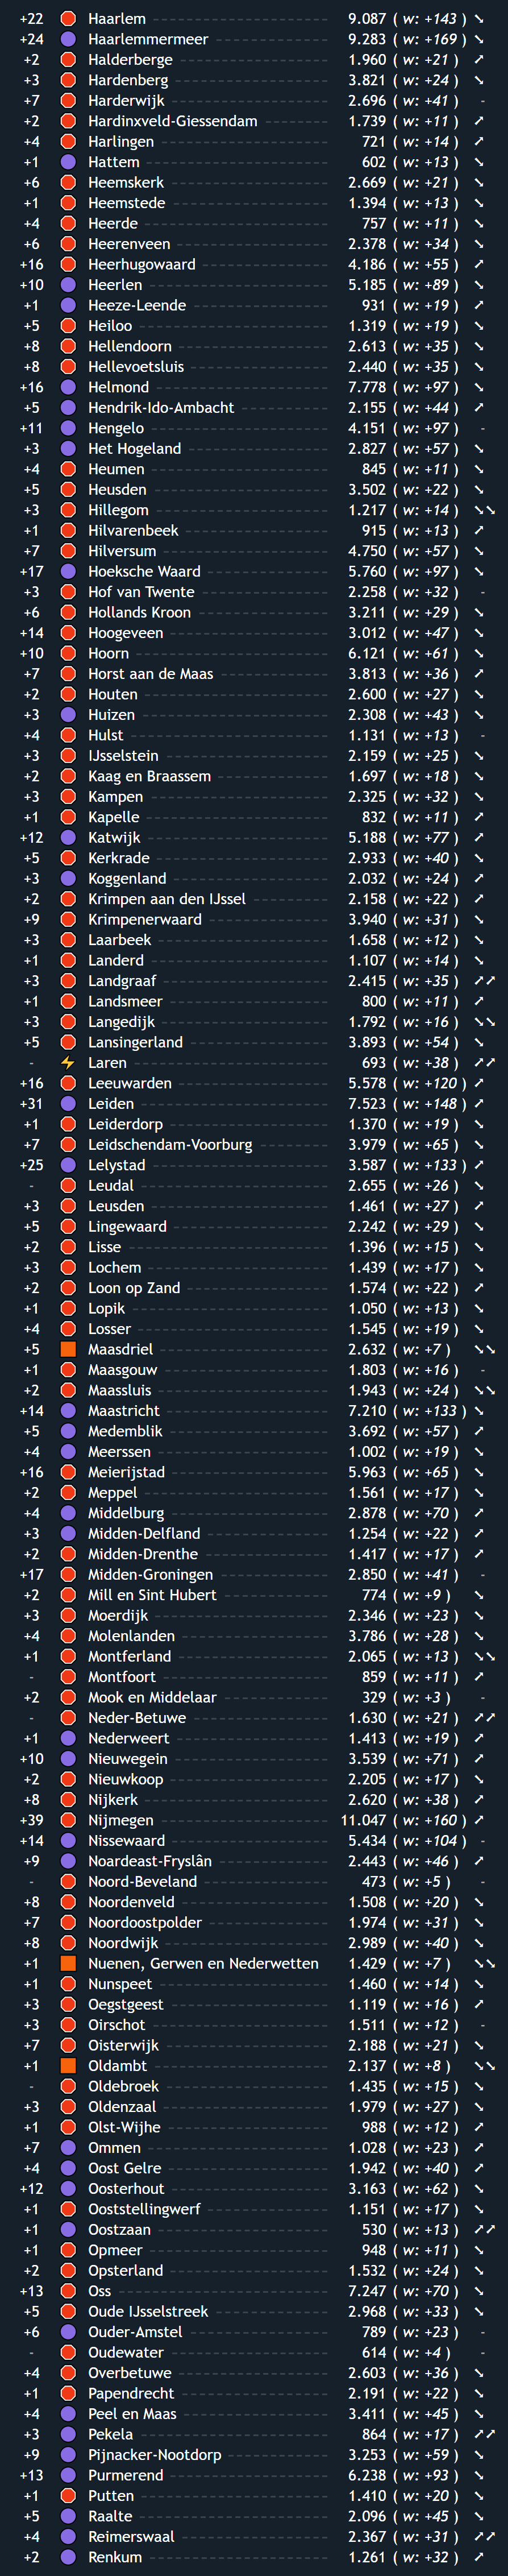 +22 Haarlem 9.087 ( w: +143 ) ↘
+24 Haarlemmermeer 9.283 ( w: +169 ) ↘
+2 Halderberge 1.960 ( w: +21 ) ↗
+3 Hardenberg 3.821 ( w: +24 ) ↘
+7 Harderwijk 2.696 ( w: +41 ) -
+2 Hardinxveld-Giessendam 1.739 ( w: +11 ) ↗
+4 Harlingen 721 ( w: +14 ) ↗
+1 Hattem 602 ( w: +13 ) ↘
+6 Heemskerk 2.669 ( w: +21 ) ↘
+1 Heemstede 1.394 ( w: +13 ) ↘
+4 Heerde 757 ( w: +11 ) ↘
+6 Heerenveen 2.378 ( w: +34 ) ↘
+16 Heerhugowaard 4.186 ( w: +55 ) ↗
+10 Heerlen 5.185 ( w: +89 ) ↘
+1 Heeze-Leende 931 ( w: +19 ) ↗
+5 Heiloo 1.319 ( w: +19 ) ↘
+8 Hellendoorn 2.613 ( w: +35 ) ↘
+8 Hellevoetsluis 2.440 ( w: +35 ) ↘
+16 Helmond 7.778 ( w: +97 ) ↘
+5 Hendrik-Ido-Ambacht 2.155 ( w: +44 ) ↗
+11 Hengelo 4.151 ( w: +97 ) -
+3 Het Hogeland 2.827 ( w: +57 ) ↘
+4 Heumen 845 ( w: +11 ) ↘
+5 Heusden 3.502 ( w: +22 ) ↘
+3 Hillegom 1.217 ( w: +14 ) ↘↘
+1 Hilvarenbeek 915 ( w: +13 ) ↗
+7 Hilversum 4.750 ( w: +57 ) ↘
+17 Hoeksche Waard 5.760 ( w: +97 ) ↘
+3 Hof van Twente 2.258 ( w: +32 ) -
+6 Hollands Kroon 3.211 ( w: +29 ) ↘
+14 Hoogeveen 3.012 ( w: +47 ) ↘
+10 Hoorn 6.121 ( w: +61 ) ↘
+7 Horst aan de Maas 3.813 ( w: +36 ) ↗
+2 Houten 2.600 ( w: +27 ) ↘
+3 Huizen 2.308 ( w: +43 ) ↘
+4 Hulst 1.131 ( w: +13 ) -
+3 IJsselstein 2.159 ( w: +25 ) ↘
+2 Kaag en Braassem 1.697 ( w: +18 ) ↗
+3 Kampen 2.325 ( w: +32 ) ↘
+1 Kapelle 832 ( w: +11 ) ↗
+12 Katwijk 5.188 ( w: +77 ) ↗
+5 Kerkrade 2.933 ( w: +40 ) ↘
+3 Koggenland 2.032 ( w: +24 ) ↗
+2 Krimpen aan den IJssel 2.158 ( w: +22 ) ↗
+9 Krimpenerwaard 3.940 ( w: +31 ) ↘
+3 Laarbeek 1.658 ( w: +12 ) ↘
+1 Landerd 1.107 ( w: +14 ) ↘
+3 Landgraaf 2.415 ( w: +35 ) ↗↗
+1 Landsmeer 800 ( w: +11 ) ↗
+3 Langedijk 1.792 ( w: +16 ) ↘↘
+5 Lansingerland 3.893 ( w: +54 ) ↘
- Laren 693 ( w: +38 ) ↗↗
+16 Leeuwarden 5.578 ( w: +120 ) ↗
+31 Leiden 7.523 ( w: +148 ) ↗
+1 Leiderdorp 1.370 ( w: +19 ) ↘
+7 Leidschendam-Voorburg 3.979 ( w: +65 ) ↘
+25 Lelystad 3.587 ( w: +133 ) ↗
- Leudal 2.655 ( w: +26 ) ↘
+3 Leusden 1.461 ( w: +27 ) ↗
+5 Lingewaard 2.242 ( w: +29 ) ↘
+2 Lisse 1.396 ( w: +15 ) ↘
+3 Lochem 1.439 ( w: +17 ) ↘
+2 Loon op Zand 1.574 ( w: +22 ) ↗
+1 Lopik 1.050 ( w: +13 ) ↘
+4 Losser 1.545 ( w: +19 ) ↘
+5 Maasdriel 2.632 ( w: +7 ) ↘↘
+1 Maasgouw 1.803 ( w: +16 ) -
+2 Maassluis 1.943 ( w: +24 ) ↘↘
+14 Maastricht 7.210 ( w: +133 ) ↘
+5 Medemblik 3.692 ( w: +57 ) ↗
+4 Meerssen 1.002 ( w: +19 ) ↘
+16 Meierijstad 5.963 ( w: +65 ) ↘
+2 Meppel 1.561 ( w: +17 ) ↘
+4 Middelburg 2.878 ( w: +70 ) ↗
+3 Midden-Delfland 1.254 ( w: +22 ) ↗
+2 Midden-Drenthe 1.417 ( w: +17 ) ↗
+17 Midden-Groningen 2.850 ( w: +41 ) -
+2 Mill en Sint Hubert 774 ( w: +9 ) ↘
+3 Moerdijk 2.346 ( w: +23 ) ↘
+4 Molenlanden 3.786 ( w: +28 ) ↘
+1 Montferland 2.065 ( w: +13 ) ↘↘
- Montfoort 859 ( w: +11 ) ↗
+2 Mook en Middelaar 329 ( w: +3 ) -
- Neder-Betuwe 1.630 ( w: +21 ) ↗↗
+1 Nederweert 1.413 ( w: +19 ) ↗
+10 Nieuwegein 3.539 ( w: +71 ) ↗
+2 Nieuwkoop 2.205 ( w: +17 ) ↘
+8 Nijkerk 2.620 ( w: +38 ) ↗
+39 Nijmegen 11.047 ( w: +160 ) ↗
+14 Nissewaard 5.434 ( w: +104 ) -
+9 Noardeast-Fryslân 2.443 ( w: +46 ) ↗
- Noord-Beveland 473 ( w: +5 ) -
+8 Noordenveld 1.508 ( w: +20 ) ↘
+7 Noordoostpolder 1.974 ( w: +31 ) ↘
+8 Noordwijk 2.989 ( w: +40 ) ↘
+1 Nuenen, Gerwen en Nederwetten 1.429 ( w: +7 ) ↘↘
+1 Nunspeet 1.460 ( w: +14 ) ↘
+3 Oegstgeest 1.119 ( w: +16 ) ↗
+3 Oirschot 1.511 ( w: +12 ) -
+7 Oisterwijk 2.188 ( w: +21 ) ↘
+1 Oldambt 2.137 ( w: +8 ) ↘↘
- Oldebroek 1.435 ( w: +15 ) ↘
+3 Oldenzaal 1.979 ( w: +27 ) ↘
+1 Olst-Wijhe 988 ( w: +12 ) ↗
+7 Ommen 1.028 ( w: +23 ) ↗
+4 Oost Gelre 1.942 ( w: +40 ) ↗
+12 Oosterhout 3.163 ( w: +62 ) ↘
+1 Ooststellingwerf 1.151 ( w: +17 ) ↘
+1 Oostzaan 530 ( w: +13 ) ↗↗
+1 Opmeer 948 ( w: +11 ) ↘
+2 Opsterland 1.532 ( w: +24 ) ↘
+13 Oss 7.247 ( w: +70 ) ↘
+5 Oude IJsselstreek 2.968 ( w: +33 ) ↘
+6 Ouder-Amstel 789 ( w: +23 ) -
- Oudewater 614 ( w: +4 ) -
+4 Overbetuwe 2.603 ( w: +36 ) ↘
+1 Papendrecht 2.191 ( w: +22 ) ↘
+4 Peel en Maas 3.411 ( w: +45 ) ↘
+3 Pekela 864 ( w: +17 ) ↗↗
+9 Pijnacker-Nootdorp 3.253 ( w: +59 ) ↘
+13 Purmerend 6.238 ( w: +93 ) ↘
+1 Putten 1.410 ( w: +20 ) ↘
+5 Raalte 2.096 ( w: +45 ) ↘
+4 Reimerswaal 2.367 ( w: +31 ) ↗↗
+2 Renkum 1.261 ( w: +32 ) ↗